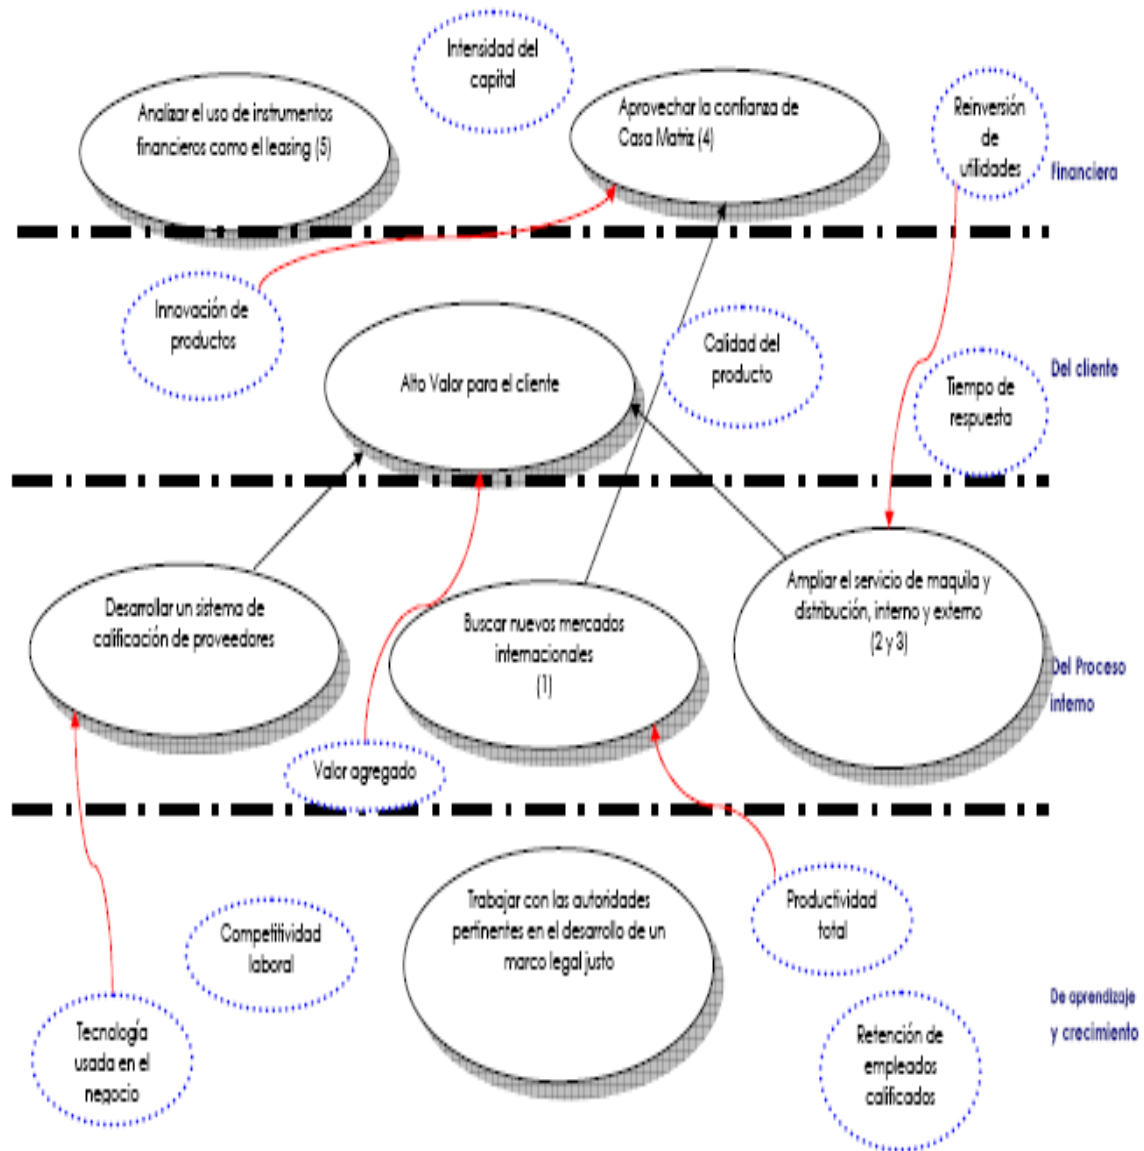 Intensidad del
capital
Analizar el uso de instrumentos
financieros como el leasing (5)
Aprovechar la confianza de
Casa Matriz (4)
Reinversión
de
utilidades
Financiera
Innovación de
productos
Alto Valor para el cliente
Calidad del
producto
Tiempo de
respuesta
Del cliente
Desarrollar un sistema de
calificación de proveedores
Buscar nuevos mercados
internacionales
(1)
Ampliar el servicio de maquila y
distribución, interno y externo
(2 y 3)
Del Proceso
interno
Valor agregado
Trabajar con las autoridades
pertinentes en el desarrollo de un
marco legal justo
Productividad
total
Competitividad
laboral
Tecnología
usada en el
negocio
Retención de
empleados
calificados
De aprendizaje
y crecimiento